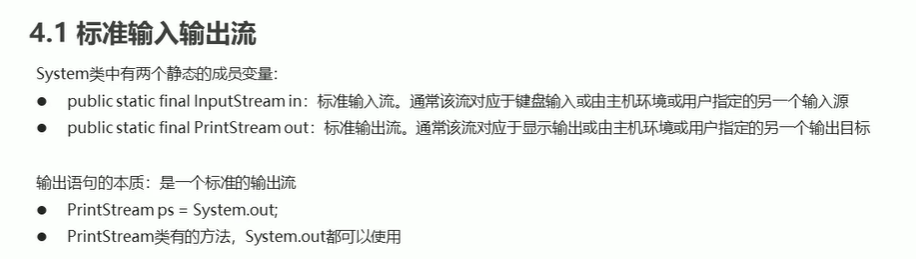 4.1 标准输入输出流
System类中有两个静态的成员变量：
● public static final InputStream in：标准输入流。通常该流对应于键盘输入或由主机环境或用户指定的另一个输入源
● public static final PrintStream out：标准输出流。通常该流对应于显示输出或由主机环境或用户指定的另一个输出目标
输出语句的本质：是一个标准的输出流
● PrintStream ps = System.out;
● PrintStream类有的方法，System.out都可以使用